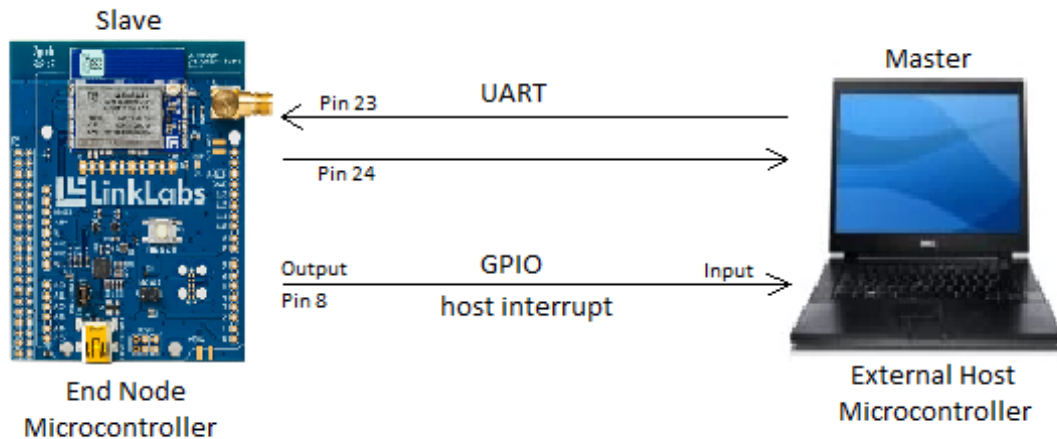 Slave
Master
UART
Pin 23
Pin 24
LinkLabs
Output
GPIO
Input
Pin 8
host interrupt
DELL
End Node
Microcontroller
External Host
Microcontroller